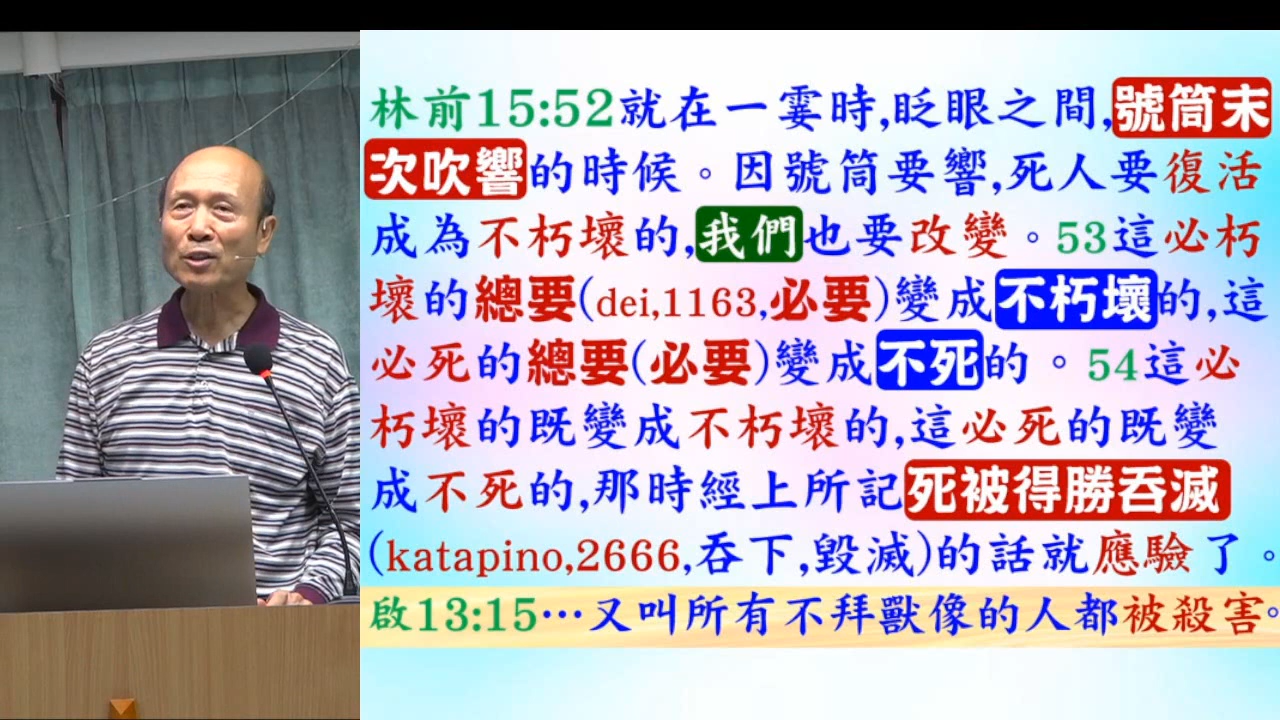 林前15:52就在一霎時,眨眼之間,號筒末
次吹響的時候。因號筒要響,死人要復活
成為不朽壞的,我們也要改變。53這必朽
壞的總要(dei,1163,必要)變成不朽壞的,這
必死的總要(必要)變成不死的。54這必
朽壞的既變成不朽壞的,這必死的既變
成不死的,那時經上所記死被得勝吞滅
(katapino,2666,吞下,毀滅)的話就應驗了。
啟13:15…又叫所有不拜獸像的人都被殺害。